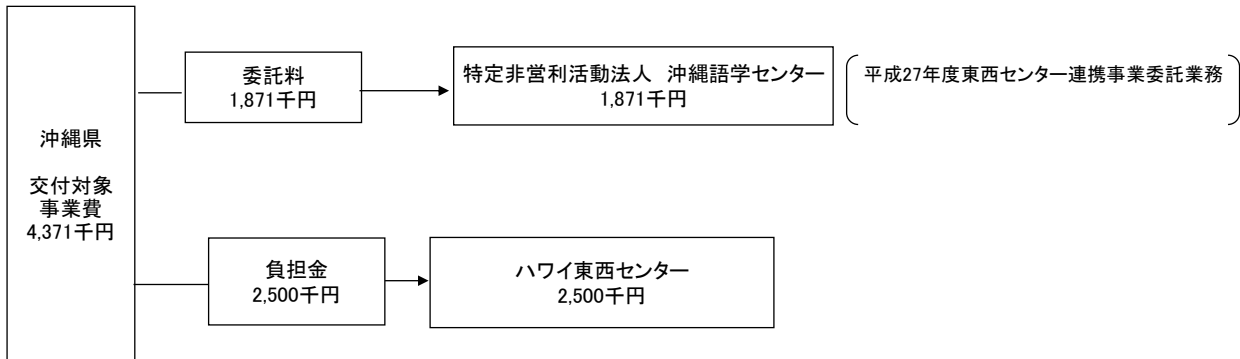 沖縄県
交付対象
事業費
4,371千円
委託料
1,871千円
特定非営利活動法人 沖縄語学センター
1,871千円
平成27年度東西センター連携事業委託業務
負担金
2,500千円
ハワイ東西センター
2,500千円